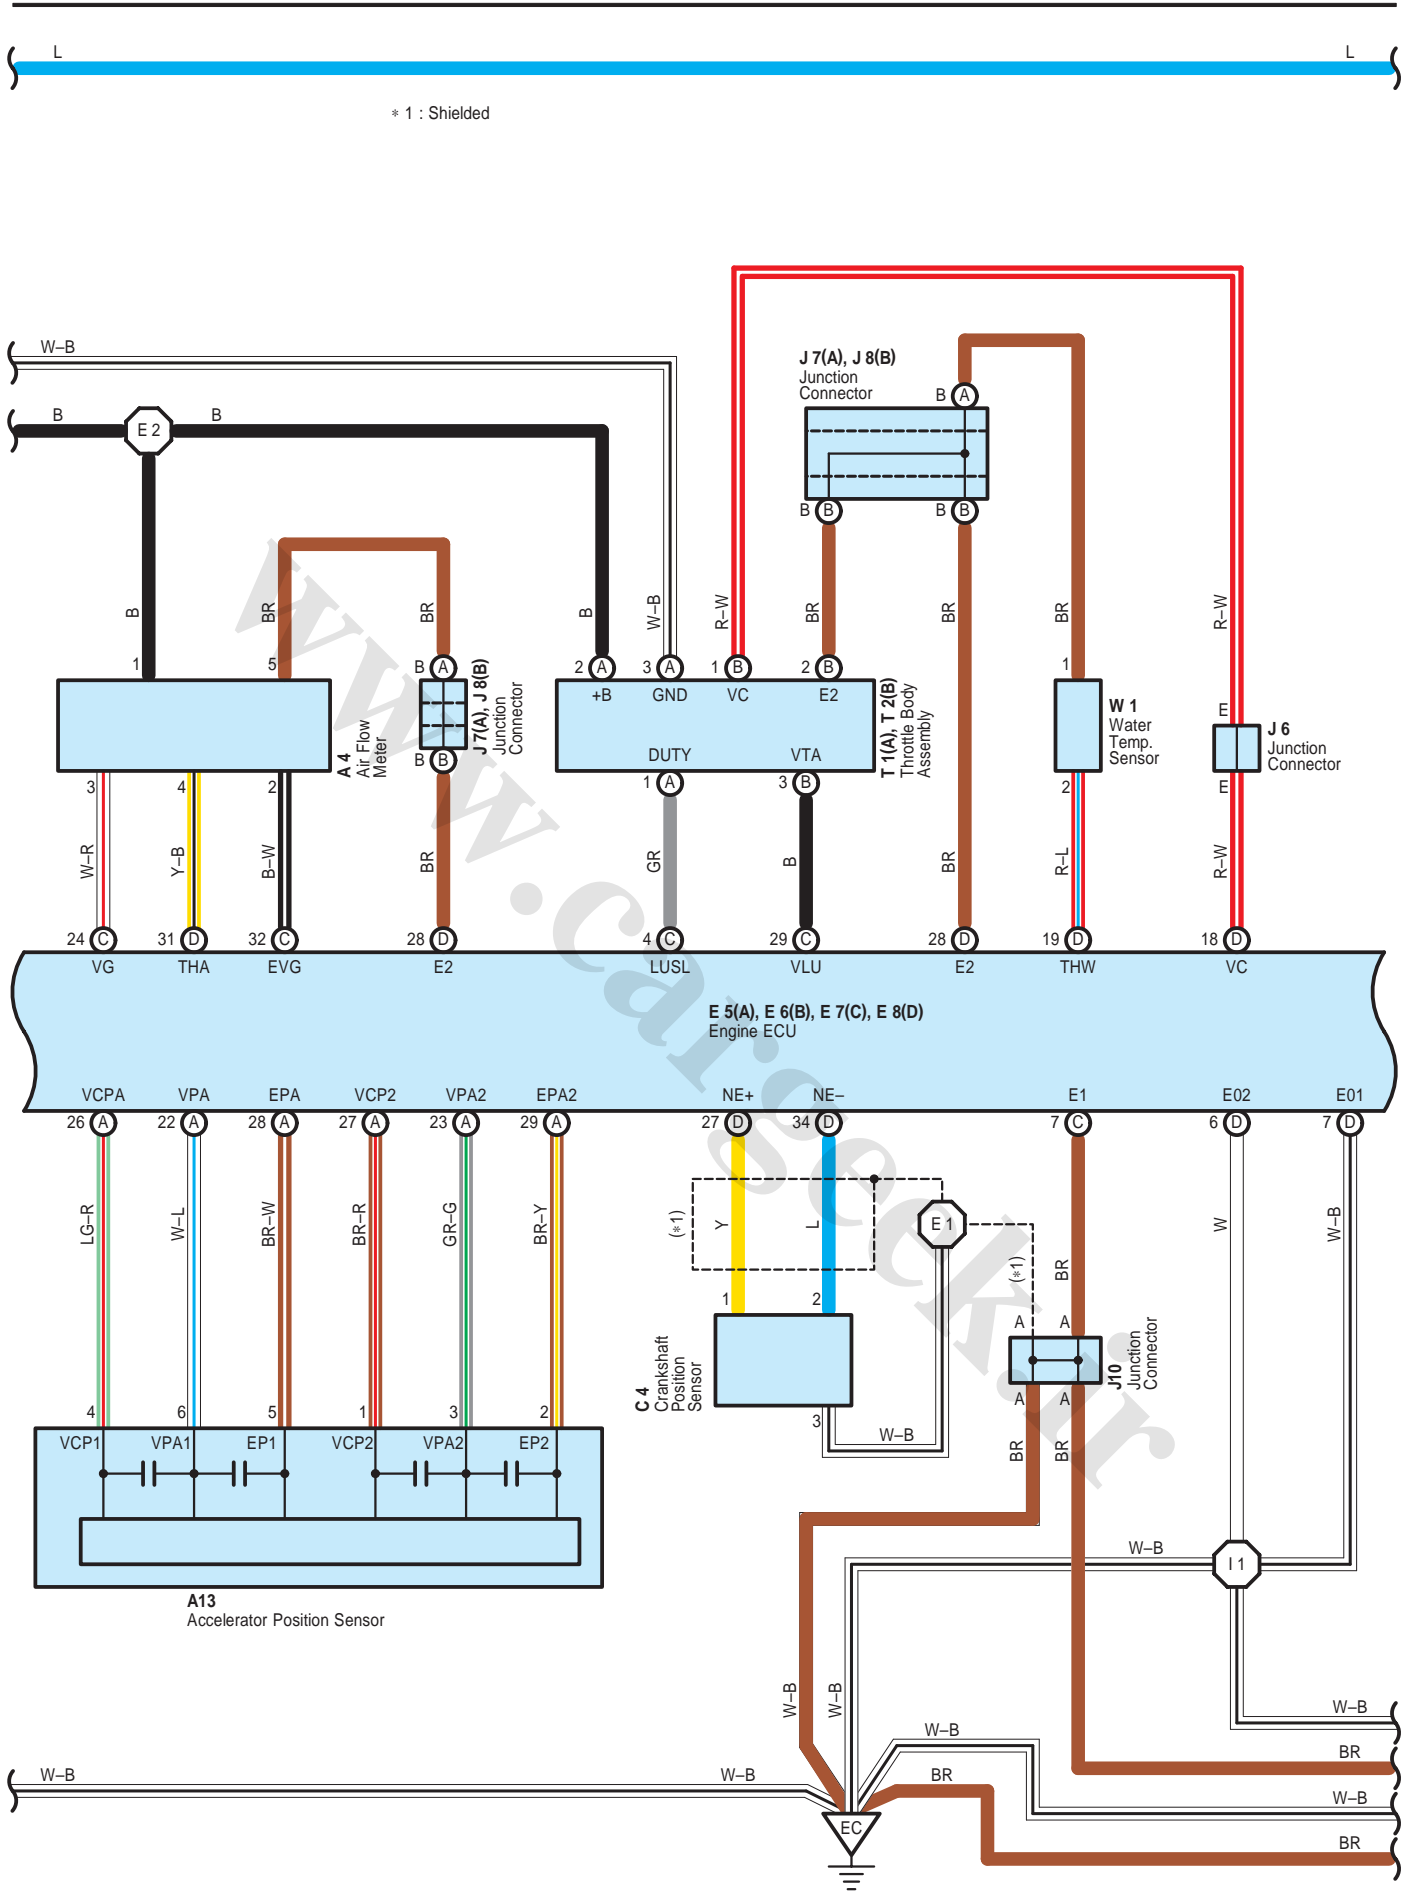 L L
∗ 1 : Shielded
W–B
B E 2 B
J 7(A), J 8(B)
Junction
Connector
B A
B B B B
B BR BR B W–B R–W BR BR BR R–W
1 5 B A 2 A 3 A 1 B 2 B 1
+B GND VC E2
DUTY VTA
A 4
Air Flow
Meter
J 7(A), J 8(B)
Junction
Connector
T 1(A), T 2(B)
Throttle Body
Assembly
W 1
Water
Temp.
Sensor
E
J 6
Junction
Connector
E
3 4 2 B B 1 A 3 B 2
W–R Y–B B–W BR GR B BR R–L R–W
24 C 31 D 32 C 28 D 4 C 29 C 28 D 19 D 18 D
VG THA EVG E2 LUSL VLU E2 THW VC
E 5(A), E 6(B), E 7(C), E 8(D)
Engine ECU
VCPA VPA EPA VCP2 VPA2 EPA2 NE+ NE– E1 E02 E01
26 A 22 A 28 A 27 A 23 A 29 A 27 D 34 D 7 C 6 D 7 D
LG–R W–L BR–W BR–R GR–G BR–Y (∗1) Y L E 1 (∗1) BR W W–B
1 2
A A
C 4
Crankshaft
Position
Sensor
J10
Junction
Connector
A A
3 W–B BR BR
4 6 5 1 3 2
VCP1 VPA1 EP1 VCP2 VPA2 EP2
W–B I 1
A13
Accelerator Position Sensor
W–B W–B
W–B
W–B
BR
W–B W–B BR W–B
EC
BR
www.cargeek.ir